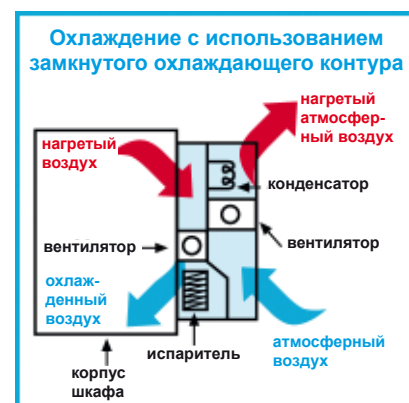 Охлаждение с использованием
замкнутого охлаждающего контура
нагретый
атмосфер-
ный воздух
нагретый
воздух
конденсатор
вентилятор
вентилятор
охлаж-
денный
воздух
испаритель
атмосферный
воздух
корпус
шкафа